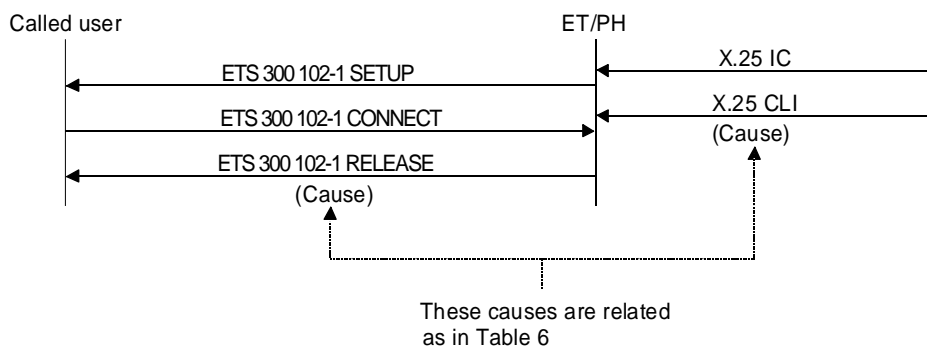 Called user
ET/PH
X.25 IC
ETS 300 102-1 SETUP
X.25 CLI
ETS 300 102-1 CONNECT
(Cause)
ETS 300 102-1 RELEASE
(Cause)
These causes are related
as in Table 6